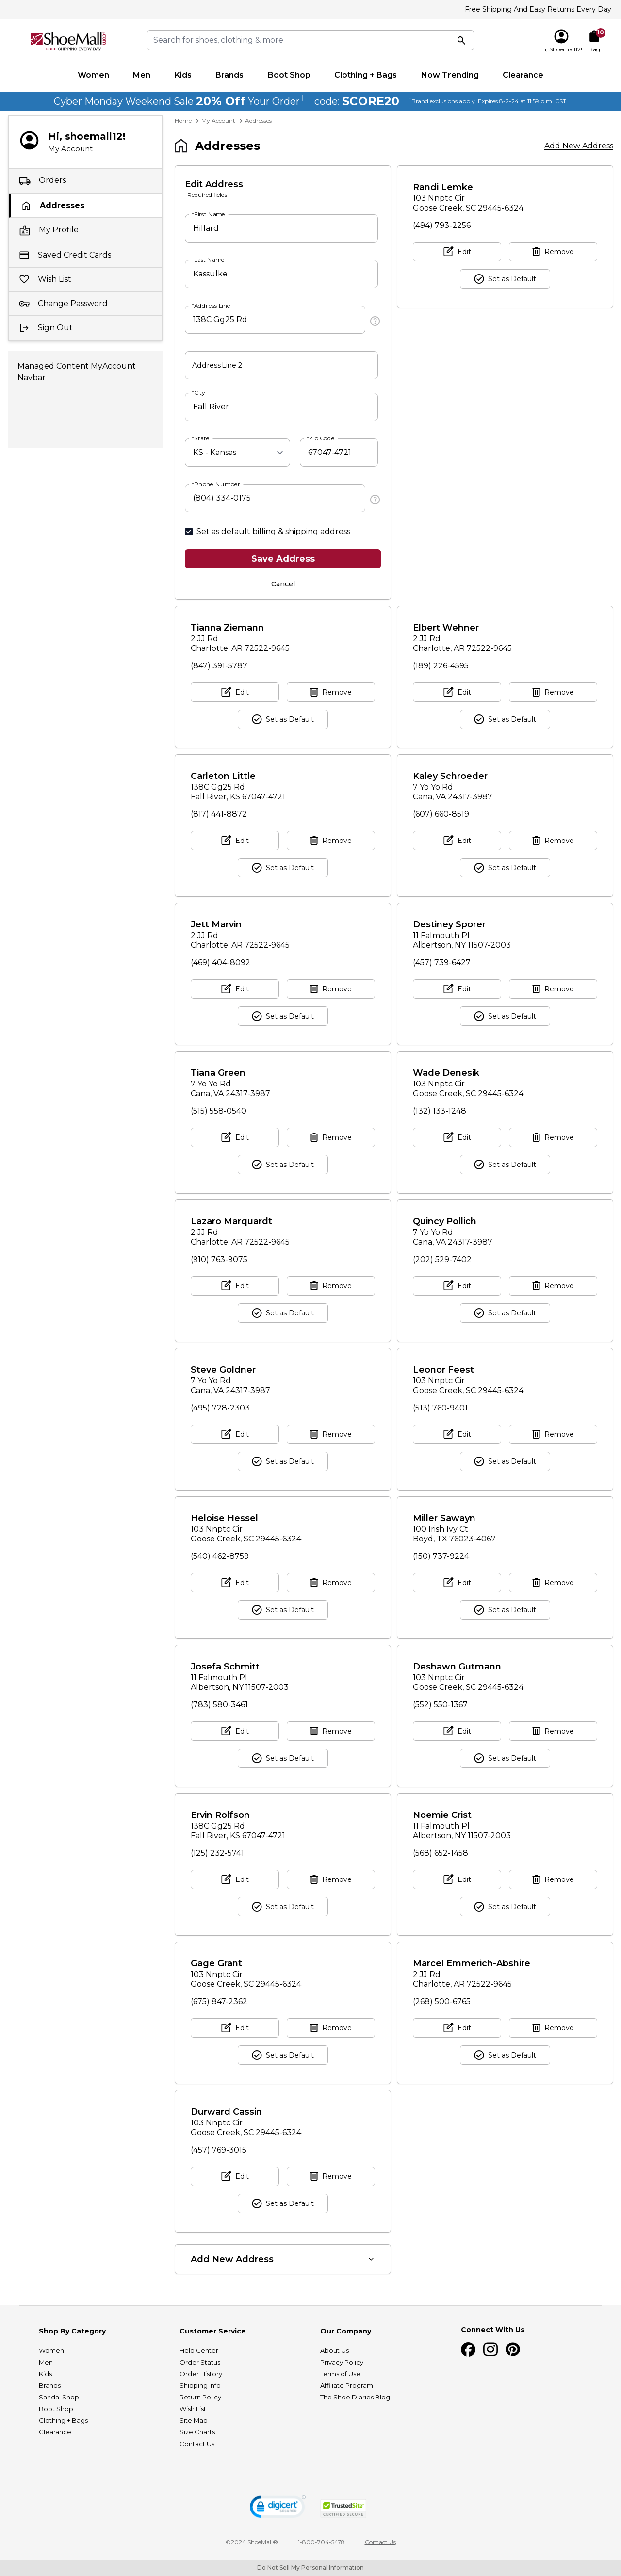 Free Shipping And Easy Returns Every Day
ShoeMall
FREE SHIPPING EVERY DAY
Search for shoes, clothing & more
Hi, Shoemall12!
10
Bag
Women Men Kids Brands Boot Shop Clothing + Bags Now Trending Clearance
Cyber Monday Weekend Sale 20% Off Your Order† code: SCORE20 †Brand exclusions apply. Expires 8-2-24 at 11:59 p.m. CST.
Hi, shoemall12!
My Account
Orders
Addresses
My Profile
Saved Credit Cards
Wish List
Change Password
Sign Out
Managed Content MyAccount
Navbar
Home > My Account > Addresses
Addresses
Add New Address
Edit Address
*Required fields
*First Name
Hillard
*Last Name
Kassulke
*Address Line 1
138C Gg25 Rd
Address Line 2
*City
Fall River
*State
KS - Kansas
*Zip Code
67047-4721
*Phone Number
(804) 334-0175
Set as default billing & shipping address
Save Address
Cancel
Randi Lemke
103 Nnptc Cir
Goose Creek, SC 29445-6324
(494) 793-2256
Edit Remove
Set as Default
Tianna Ziemann
2 JJ Rd
Charlotte, AR 72522-9645
(847) 391-5787
Edit Remove
Set as Default
Elbert Wehner
2 JJ Rd
Charlotte, AR 72522-9645
(189) 226-4595
Edit Remove
Set as Default
Carleton Little
138C Gg25 Rd
Fall River, KS 67047-4721
(817) 441-8872
Edit Remove
Set as Default
Kaley Schroeder
7 Yo Yo Rd
Cana, VA 24317-3987
(607) 660-8519
Edit Remove
Set as Default
Jett Marvin
2 JJ Rd
Charlotte, AR 72522-9645
(469) 404-8092
Edit Remove
Set as Default
Destiney Sporer
11 Falmouth Pl
Albertson, NY 11507-2003
(457) 739-6427
Edit Remove
Set as Default
Tiana Green
7 Yo Yo Rd
Cana, VA 24317-3987
(515) 558-0540
Edit Remove
Set as Default
Wade Denesik
103 Nnptc Cir
Goose Creek, SC 29445-6324
(132) 133-1248
Edit Remove
Set as Default
Lazaro Marquardt
2 JJ Rd
Charlotte, AR 72522-9645
(910) 763-9075
Edit Remove
Set as Default
Quincy Pollich
7 Yo Yo Rd
Cana, VA 24317-3987
(202) 529-7402
Edit Remove
Set as Default
Steve Goldner
7 Yo Yo Rd
Cana, VA 24317-3987
(495) 728-2303
Edit Remove
Set as Default
Leonor Feest
103 Nnptc Cir
Goose Creek, SC 29445-6324
(513) 760-9401
Edit Remove
Set as Default
Heloise Hessel
103 Nnptc Cir
Goose Creek, SC 29445-6324
(540) 462-8759
Edit Remove
Set as Default
Miller Sawayn
100 Irish Ivy Ct
Boyd, TX 76023-4067
(150) 737-9224
Edit Remove
Set as Default
Josefa Schmitt
11 Falmouth Pl
Albertson, NY 11507-2003
(783) 580-3461
Edit Remove
Set as Default
Deshawn Gutmann
103 Nnptc Cir
Goose Creek, SC 29445-6324
(552) 550-1367
Edit Remove
Set as Default
Ervin Rolfson
138C Gg25 Rd
Fall River, KS 67047-4721
(125) 232-5741
Edit Remove
Set as Default
Noemie Crist
11 Falmouth Pl
Albertson, NY 11507-2003
(568) 652-1458
Edit Remove
Set as Default
Gage Grant
103 Nnptc Cir
Goose Creek, SC 29445-6324
(675) 847-2362
Edit Remove
Set as Default
Marcel Emmerich-Abshire
2 JJ Rd
Charlotte, AR 72522-9645
(268) 500-6765
Edit Remove
Set as Default
Durward Cassin
103 Nnptc Cir
Goose Creek, SC 29445-6324
(457) 769-3015
Edit Remove
Set as Default
Add New Address
Shop By Category
Women
Men
Kids
Brands
Sandal Shop
Boot Shop
Clothing + Bags
Clearance
Customer Service
Help Center
Order Status
Order History
Shipping Info
Return Policy
Wish List
Site Map
Size Charts
Contact Us
Our Company
About Us
Privacy Policy
Terms of Use
Affiliate Program
The Shoe Diaries Blog
Connect With Us
digicert
SECURED
TrustedSite
CERTIFIED SECURE
©2024 ShoeMall® | 1-800-704-5478 | Contact Us
Do Not Sell My Personal Information